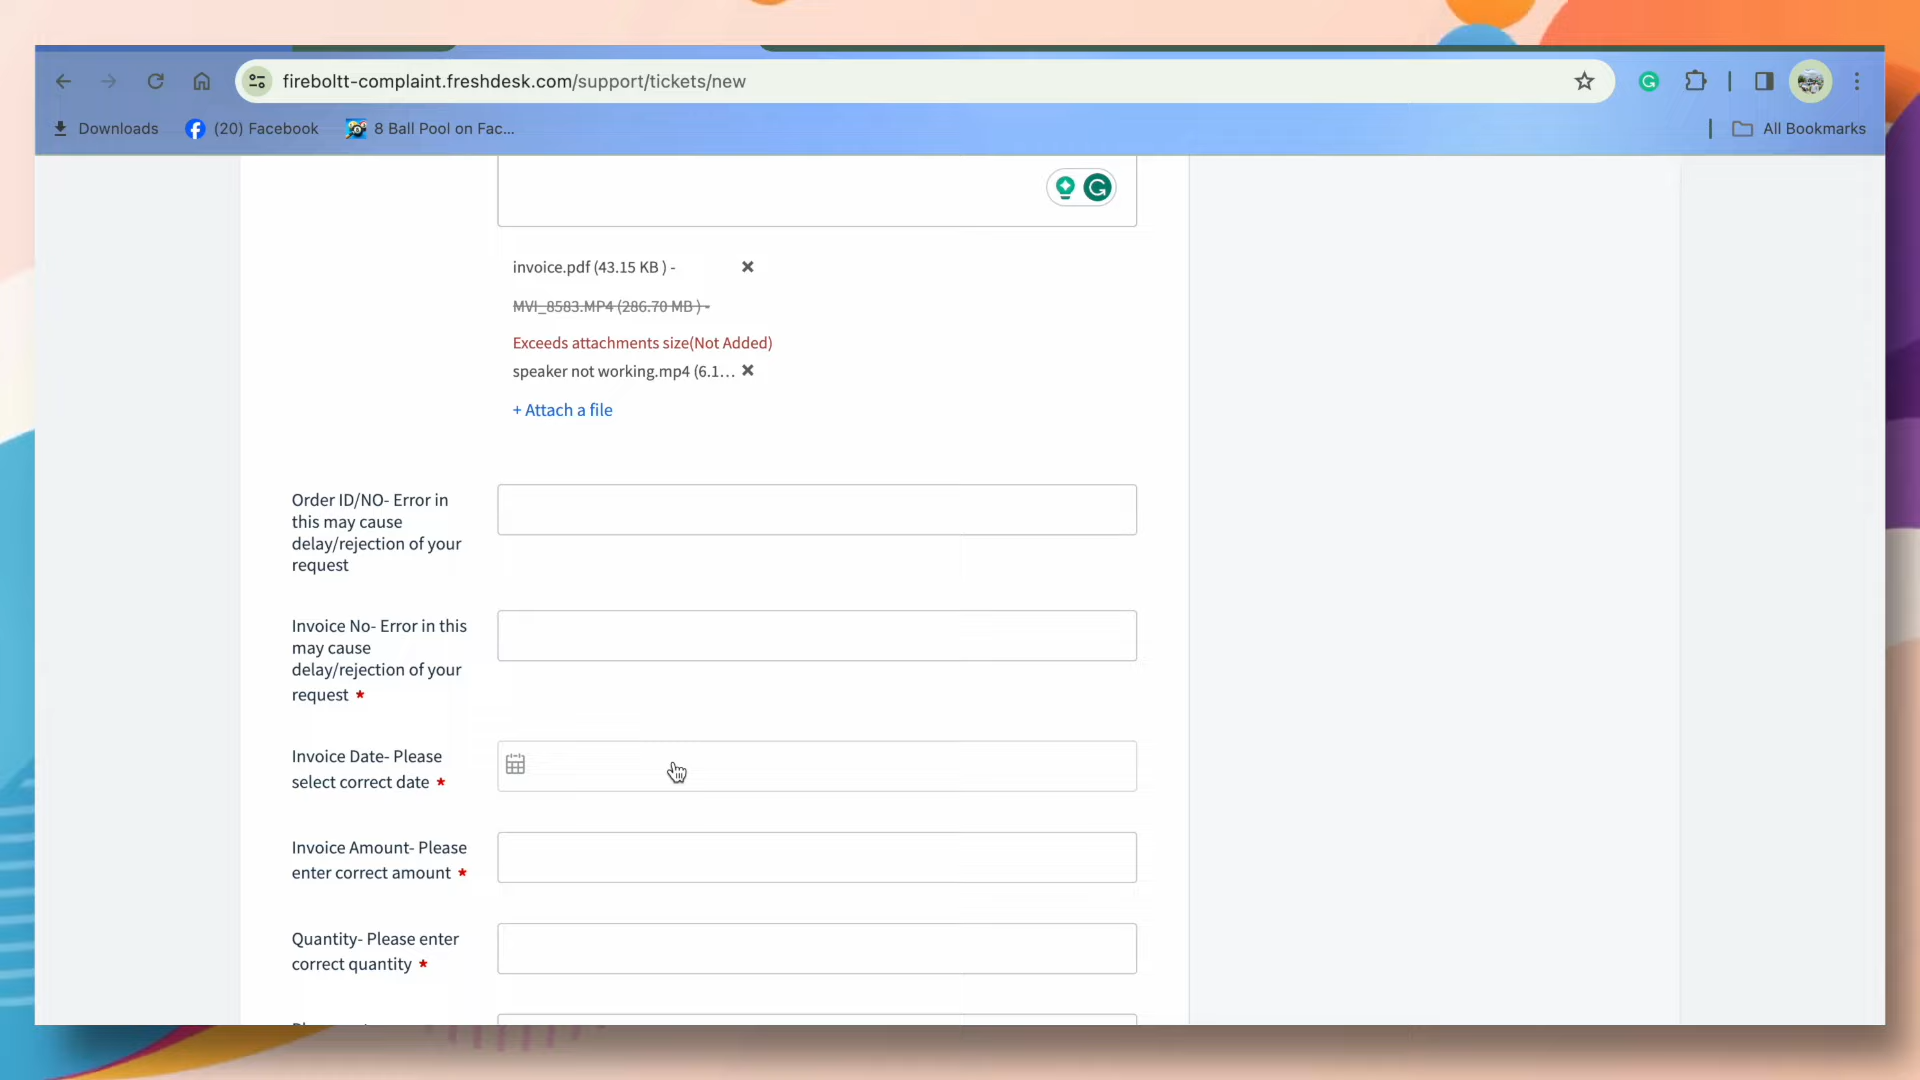 fireboltt-complaint.freshdesk.com/support/tickets/new
Downloads
(20) Facebook
8 Ball Pool on Fac...
All Bookmarks
invoice.pdf (43.15 KB ) -
MVI_8583.MP4 (286.70 MB ) -
Exceeds attachments size(Not Added)
speaker not working.mp4 (6.1...
+ Attach a file
Order ID/NO- Error in
this may cause
delay/rejection of your
request
Invoice No- Error in this
may cause
delay/rejection of your
request *
Invoice Date- Please
select correct date *
Invoice Amount- Please
enter correct amount *
Quantity- Please enter
correct quantity *